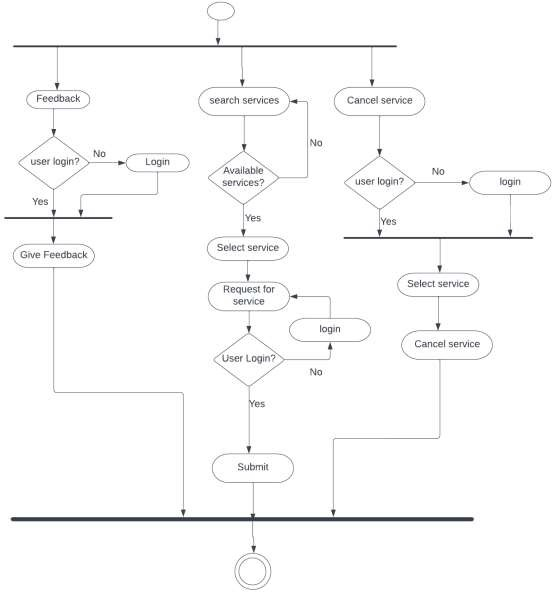 Feedback
user login?
No
Login
Yes
Give Feedback
search services
No
Available
services?
Yes
Select service
Request for
service
login
User Login?
No
Yes
Submit
Cancel service
user login?
No
login
Yes
Select service
Cancel service